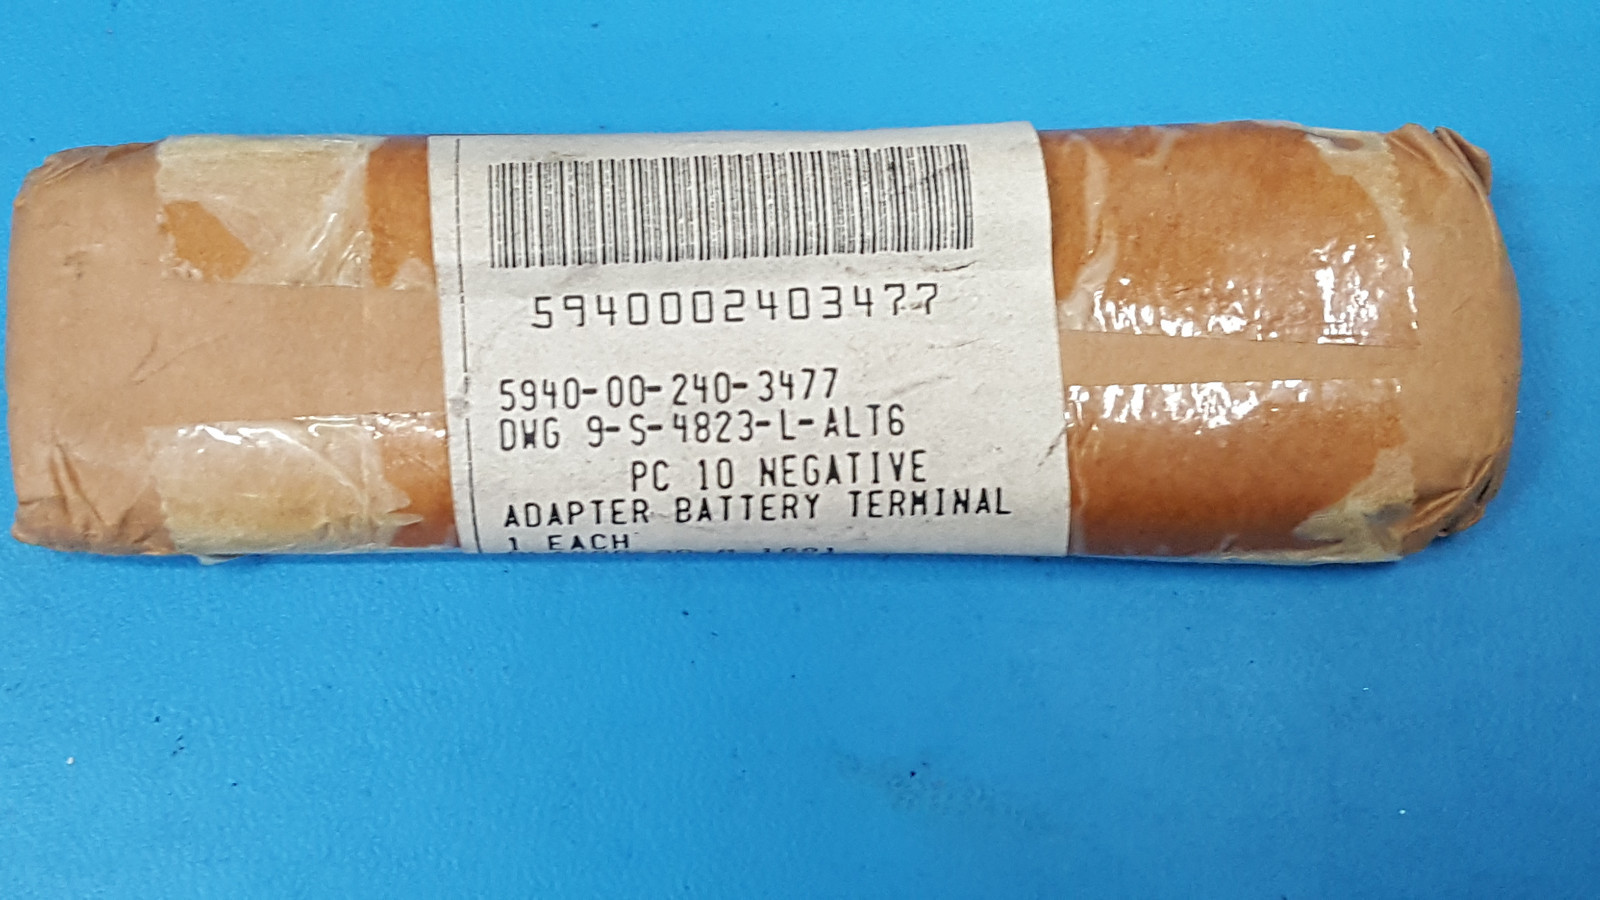 5940002403477
5940-00-240-3477
DWG 9-S-4823-L-ALT6
PC 10 NEGATIVE
ADAPTER BATTERY TERMINAL
1 EACH